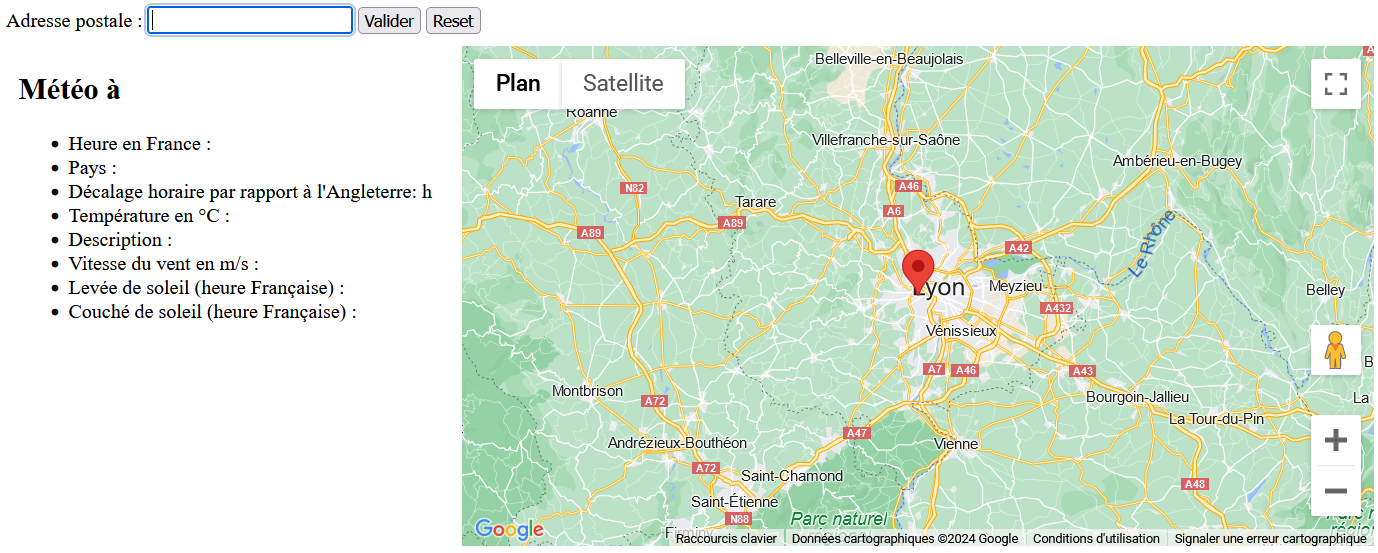 Adresse postale :
Valider
Reset
Météo à
Heure en France :
Pays :
Décalage horaire par rapport à l'Angleterre: h
Température en °C :
Description :
Vitesse du vent en m/s :
Levée de soleil (heure Française) :
Couché de soleil (heure Française) :
Plan
Satellite
Belleville-en-Beaujolais
Roanne
Villefranche-sur-Saône
Ambérieu-en-Bugey
N82
A46
Tarare
A6
A89
A89
A42
Le Rhône
Lyon
Meyzieu
Belley
A432
Vénissieux
A7
A46
A43
Montbrison
A72
Bourgoin-Jallieu
La
La Tour-du-Pin
A47
Andrézieux-Bouthéon
Vienne
A72
Saint-Chamond
A48
Saint-Étienne
N88
Parc naturel
Firminy
Google
Raccourcis clavier
Données cartographiques ©2024 Google
Conditions d'utilisation
Signaler une erreur cartographique